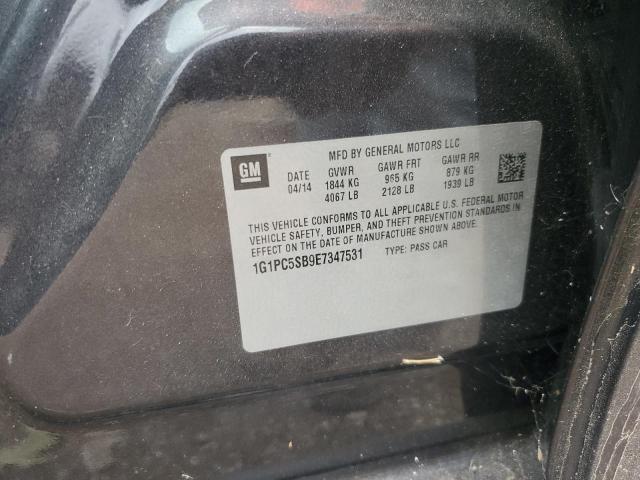 MFD BY GENERAL MOTORS LLC
GM DATE GVWR GAWR FRT GAWR RR
04/14 1844 KG 965 KG 879 KG
4067 LB 2128 LB 1939 LB
THIS VEHICLE CONFORMS TO ALL APPLICABLE U.S. FEDERAL MOTOR
VEHICLE SAFETY, BUMPER, AND THEFT PREVENTION STANDARDS IN
EFFECT ON THE DATE OF MANUFACTURE SHOWN ABOVE.
1G1PC5SB9E7347531 TYPE: PASS CAR